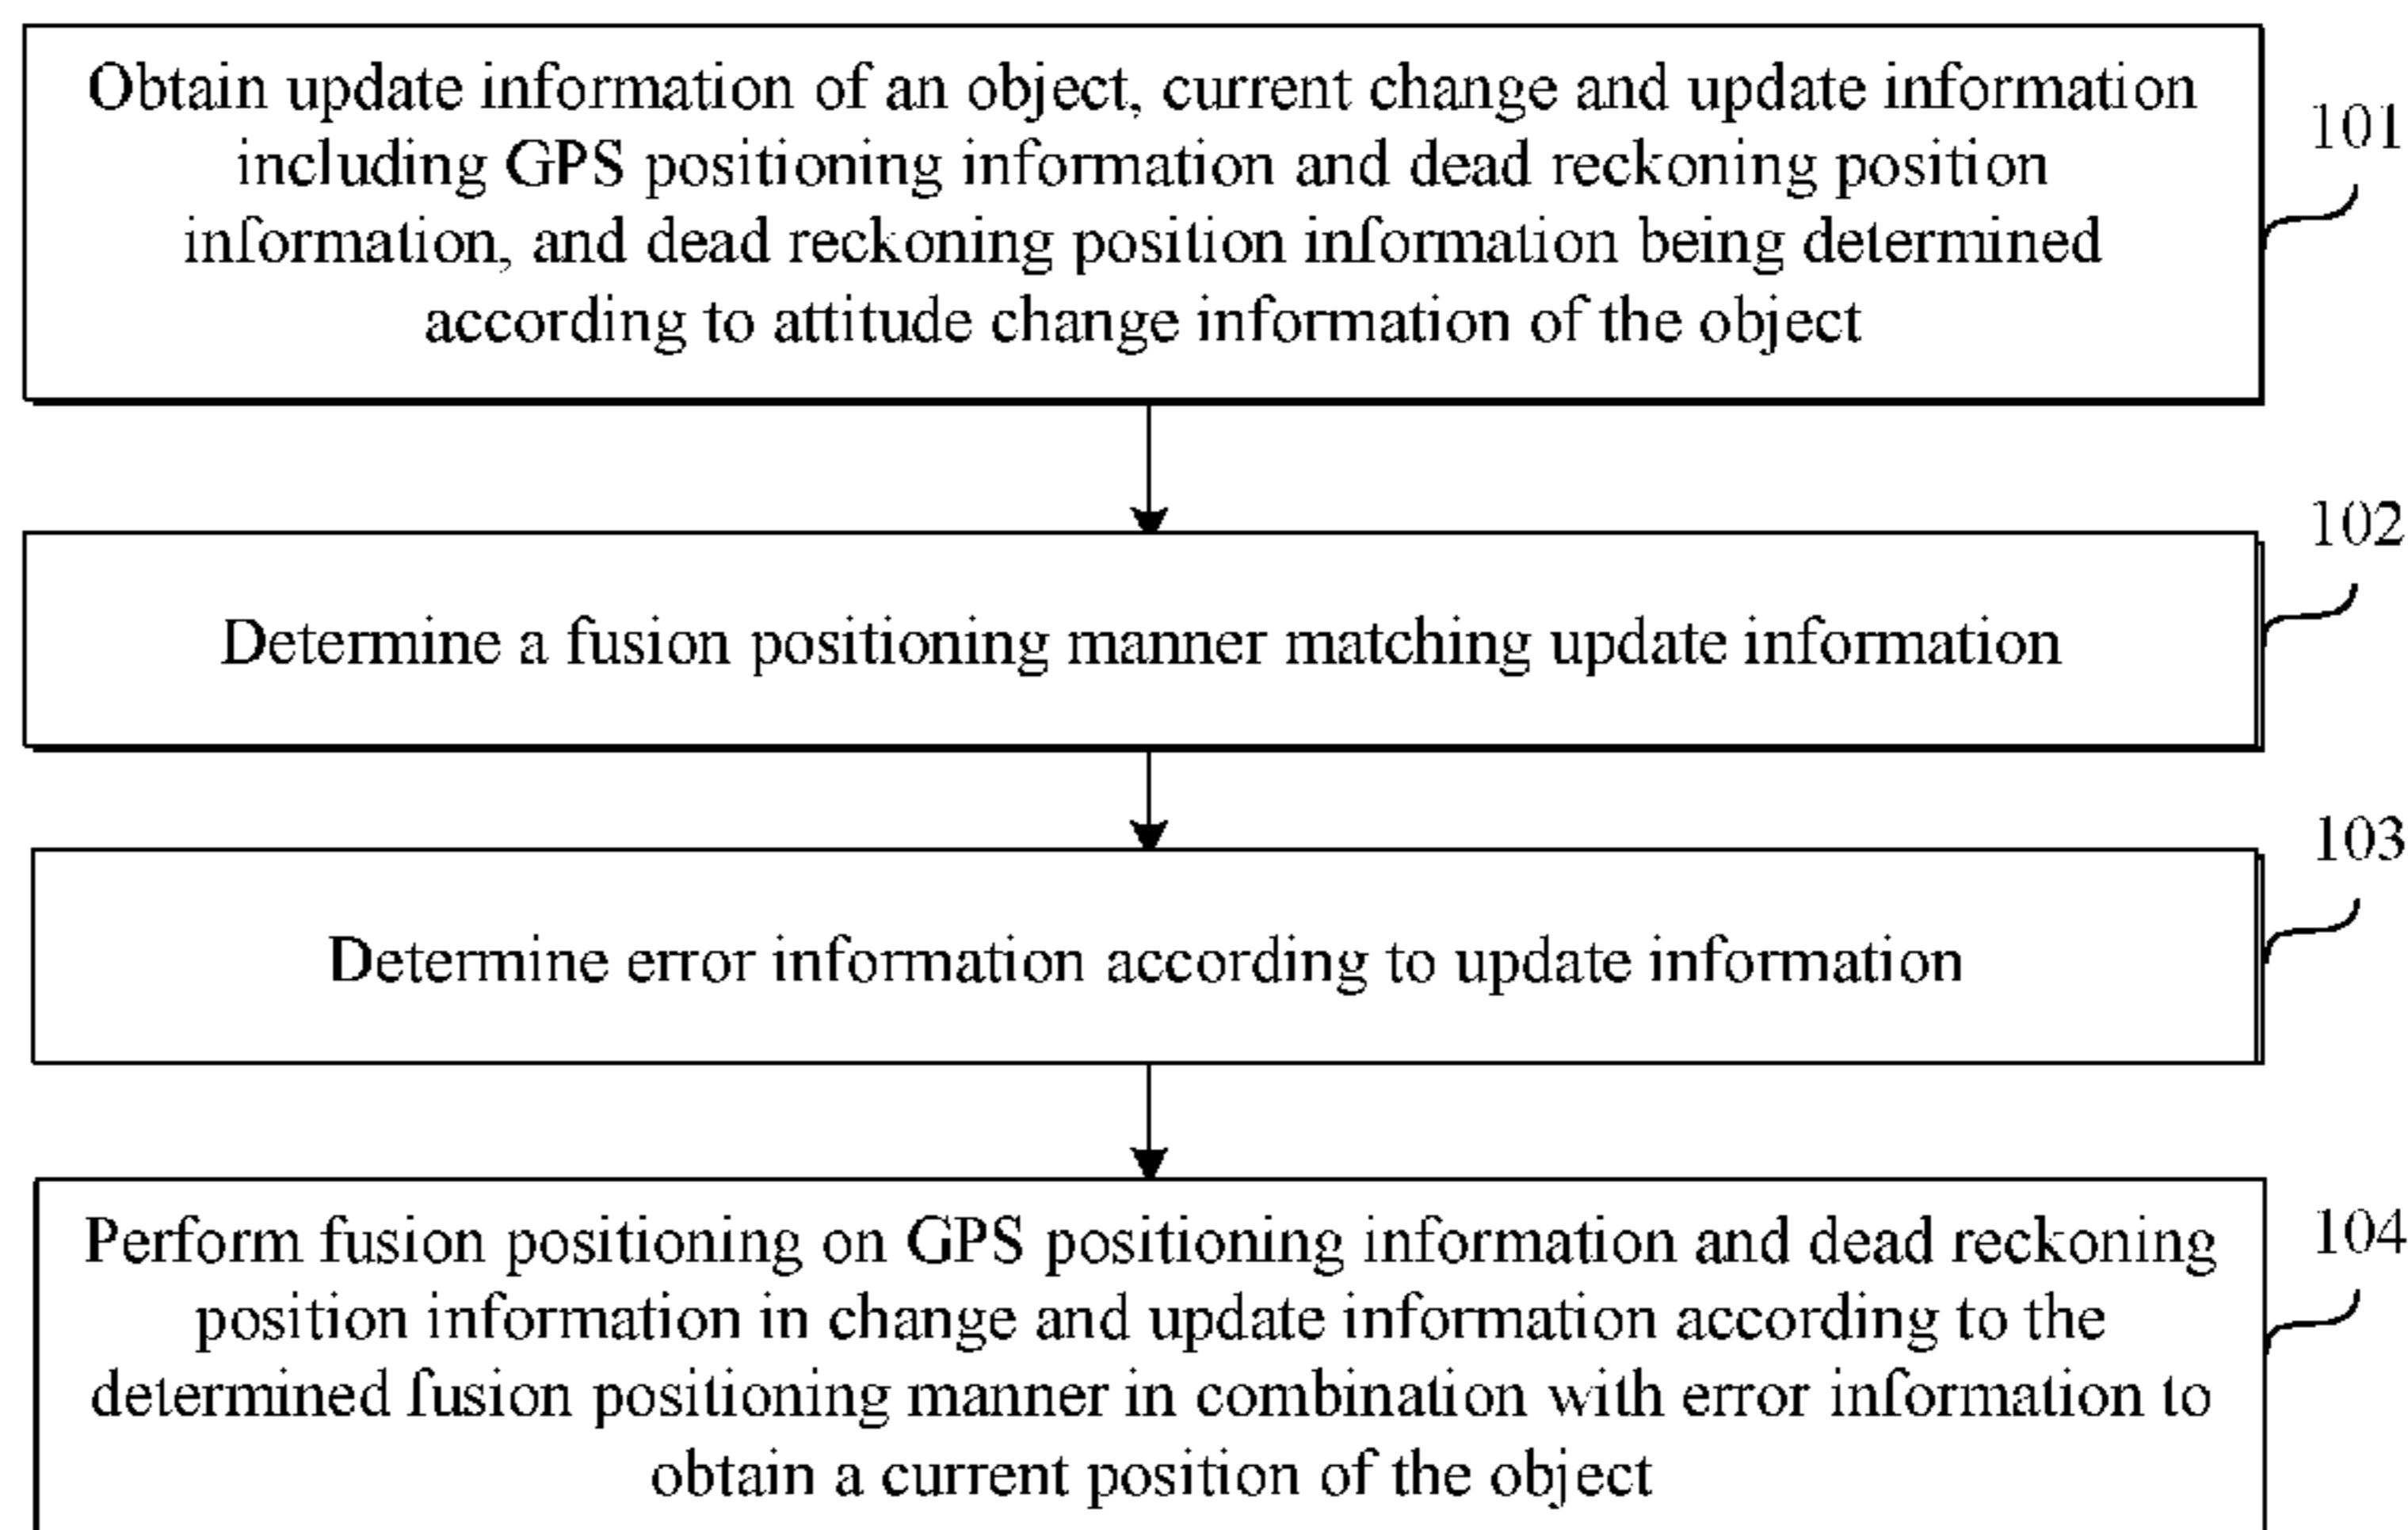 Obtain update information of an object, current change and update information
including GPS positioning information and dead reckoning position
information, and dead reckoning position information being determined
according to attitude change information of the object
101
Determine a fusion positioning manner matching update information
102
Determine error information according to update information
103
Perform fusion positioning on GPS positioning information and dead reckoning
position information in change and update information according to the
determined fusion positioning manner in combination with error information to
obtain a current position of the object
104